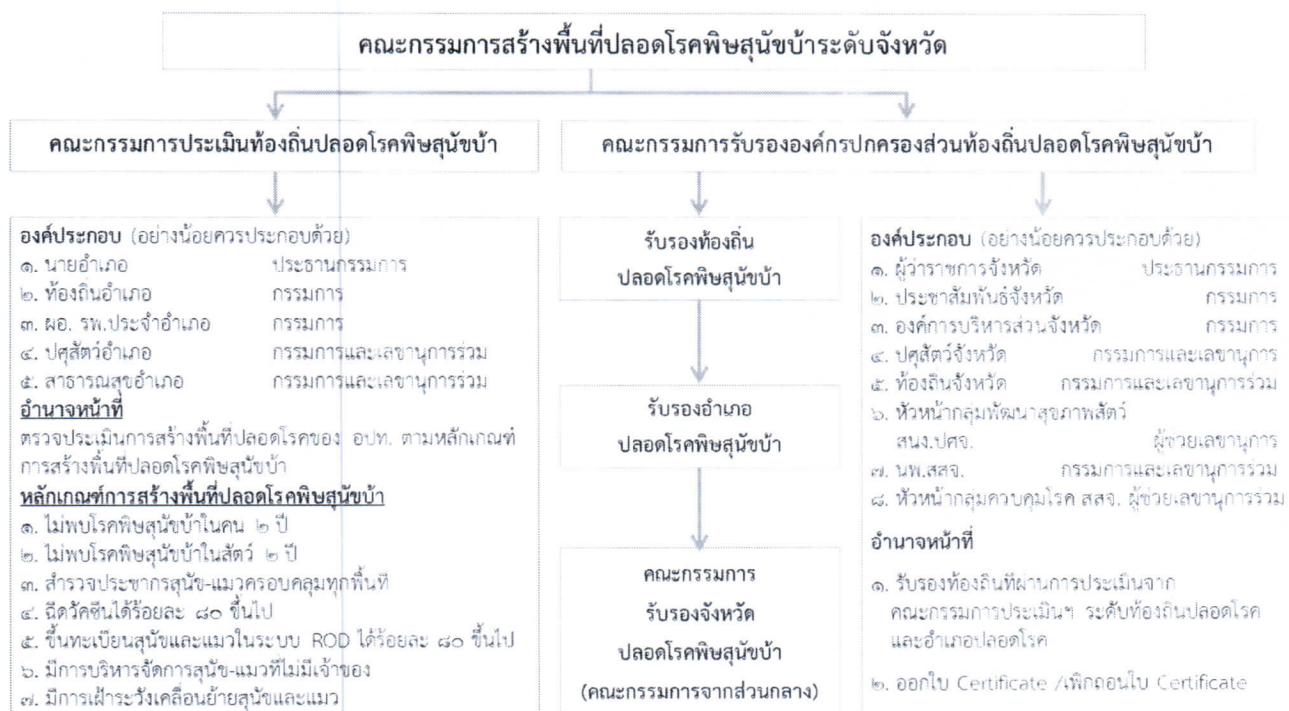 คณะกรรมการสร้างพื้นที่ปลอดโรคพิษสุนัขบ้าระดับจังหวัด
คณะกรรมการประเมินท้องถิ่นปลอดโรคพิษสุนัขบ้า
องค์ประกอบ (อย่างน้อยควรประกอบด้วย)
๑. นายอำเภอ ประธานกรรมการ
๒. ท้องถิ่นอำเภอ กรรมการ
๓. ผอ. รพ.ประจำอำเภอ กรรมการ
๔. ปศุสัตว์อำเภอ กรรมการและเลขานุการร่วม
๕. สาธารณสุขอำเภอ กรรมการและเลขานุการร่วม
อำนาจหน้าที่
ตรวจประเมินการสร้างพื้นที่ปลอดโรคของ อปท. ตามหลักเกณฑ์
การสร้างพื้นที่ปลอดโรคพิษสุนัขบ้า
หลักเกณฑ์การสร้างพื้นที่ปลอดโรคพิษสุนัขบ้า
๑. ไม่พบโรคพิษสุนัขบ้าในคน ๒ ปี
๒. ไม่พบโรคพิษสุนัขบ้าในสัตว์ ๒ ปี
๓. สำรวจประชากรสุนัข-แมวครอบคลุมทุกพื้นที่
๔. ฉีดวัคซีนได้ร้อยละ ๘๐ ขึ้นไป
๕. ขึ้นทะเบียนสุนัขและแมวในระบบ ROD ได้ร้อยละ ๘๐ ขึ้นไป
๖. มีการบริหารจัดการสุนัข-แมวที่ไม่มีเจ้าของ
๗. มีการเฝ้าระวังเคลื่อนย้ายสุนัขและแมว
คณะกรรมการรับรององค์กรปกครองส่วนท้องถิ่นปลอดโรคพิษสุนัขบ้า
รับรองท้องถิ่น
ปลอดโรคพิษสุนัขบ้า
รับรองอำเภอ
ปลอดโรคพิษสุนัขบ้า
คณะกรรมการ
รับรองจังหวัด
ปลอดโรคพิษสุนัขบ้า
(คณะกรรมการจากส่วนกลาง)
องค์ประกอบ (อย่างน้อยควรประกอบด้วย)
๑. ผู้ว่าราชการจังหวัด ประธานกรรมการ
๒. ประชาสัมพันธ์จังหวัด กรรมการ
๓. องค์การบริหารส่วนจังหวัด กรรมการ
๔. ปศุสัตว์จังหวัด กรรมการและเลขานุการ
๕. ท้องถิ่นจังหวัด กรรมการและเลขานุการร่วม
๖. หัวหน้ากลุ่มพัฒนาสุขภาพสัตว์
สนง.ปศจ. ผู้ช่วยเลขานุการ
๗. นพ.สสจ. กรรมการและเลขานุการร่วม
๘. หัวหน้ากลุ่มควบคุมโรค สสจ. ผู้ช่วยเลขานุการร่วม
อำนาจหน้าที่
๑. รับรองท้องถิ่นที่ผ่านการประเมินจาก
คณะกรรมการประเมินฯ ระดับท้องถิ่นปลอดโรค
และอำเภอปลอดโรค
๒. ออกใบ Certificate /เพิกถอนใบ Certificate